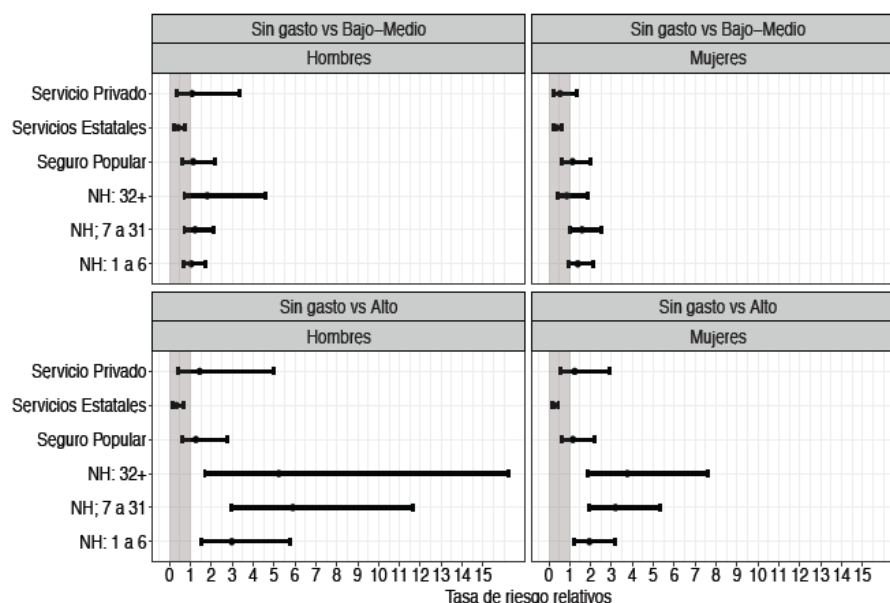 Sin gasto vs Bajo–Medio
Sin gasto vs Bajo–Medio
Hombres
Mujeres
Servicio Privado
Servicios Estatales
Seguro Popular
NH: 32+
NH; 7 a 31
NH: 1 a 6
Sin gasto vs Alto
Sin gasto vs Alto
Hombres
Mujeres
Servicio Privado
Servicios Estatales
Seguro Popular
NH: 32+
NH; 7 a 31
NH: 1 a 6
0 1 2 3 4 5 6 7 8 9 10 11 12 13 14 15
0 1 2 3 4 5 6 7 8 9 10 11 12 13 14 15
Tasa de riesgo relativos